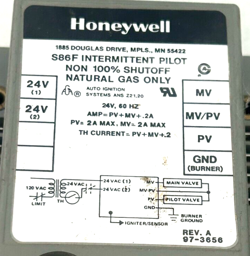 Honeywell
1885 DOUGLAS DRIVE, MPLS., MN 55422
S86F INTERMITTENT PILOT
NON 100% SHUTOFF
NATURAL GAS ONLY
AUTO IGNITION
SYSTEMS ANS Z21.20
24V (1)
24V (2)
MV
MV/PV
PV
GND (BURNER)
24V, 60 HZ
AMP=PV+MV+.2A
PV= 2A MAX. MV= 2A MAX
TH CURRENT = PV+MV+.2
120 VAC
LIMIT
24VAC
TH
24 VAC (1)
24 VAC (2)
MV
MV PV
PV
GND
MAIN VALVE
PILOT VALVE
BURNER GROUND
IGNITER/SENSOR
REV. A
97-3656